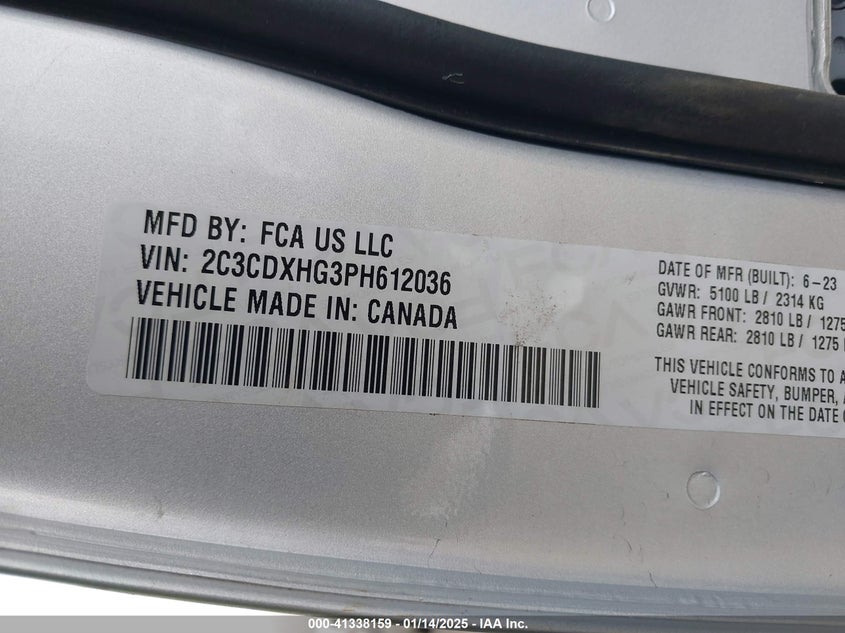 MFD BY: FCA US LLC
VIN: 2C3CDXHG3PH612036
VEHICLE MADE IN: CANADA
DATE OF MFR (BUILT): 6-23
GVWR: 5100 LB / 2314 KG
GAWR FRONT: 2810 LB / 1275
GAWR REAR: 2810 LB / 1275
THIS VEHICLE CONFORMS TO A
VEHICLE SAFETY, BUMPER,
IN EFFECT ON THE DATE
000-41338159 - 01/14/2025 - IAA Inc.